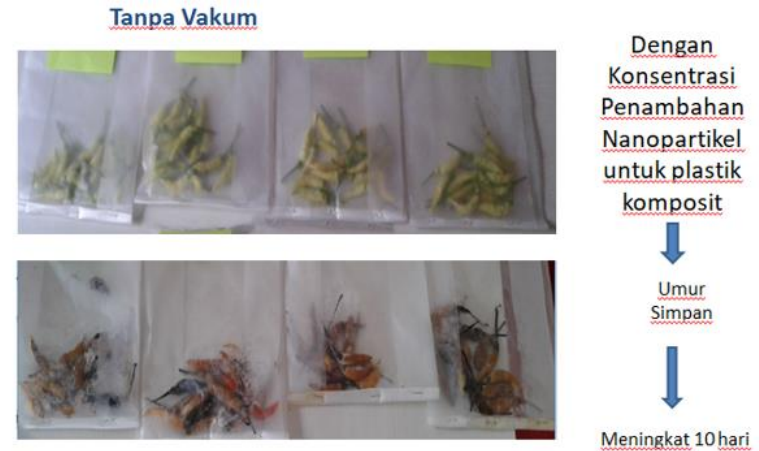 Tanpa Vakum
Dengan
Konsentrasi
Penambahan
Nanopartikel
untuk plastik
komposit
Umur
Simpan
Meningkat 10 hari